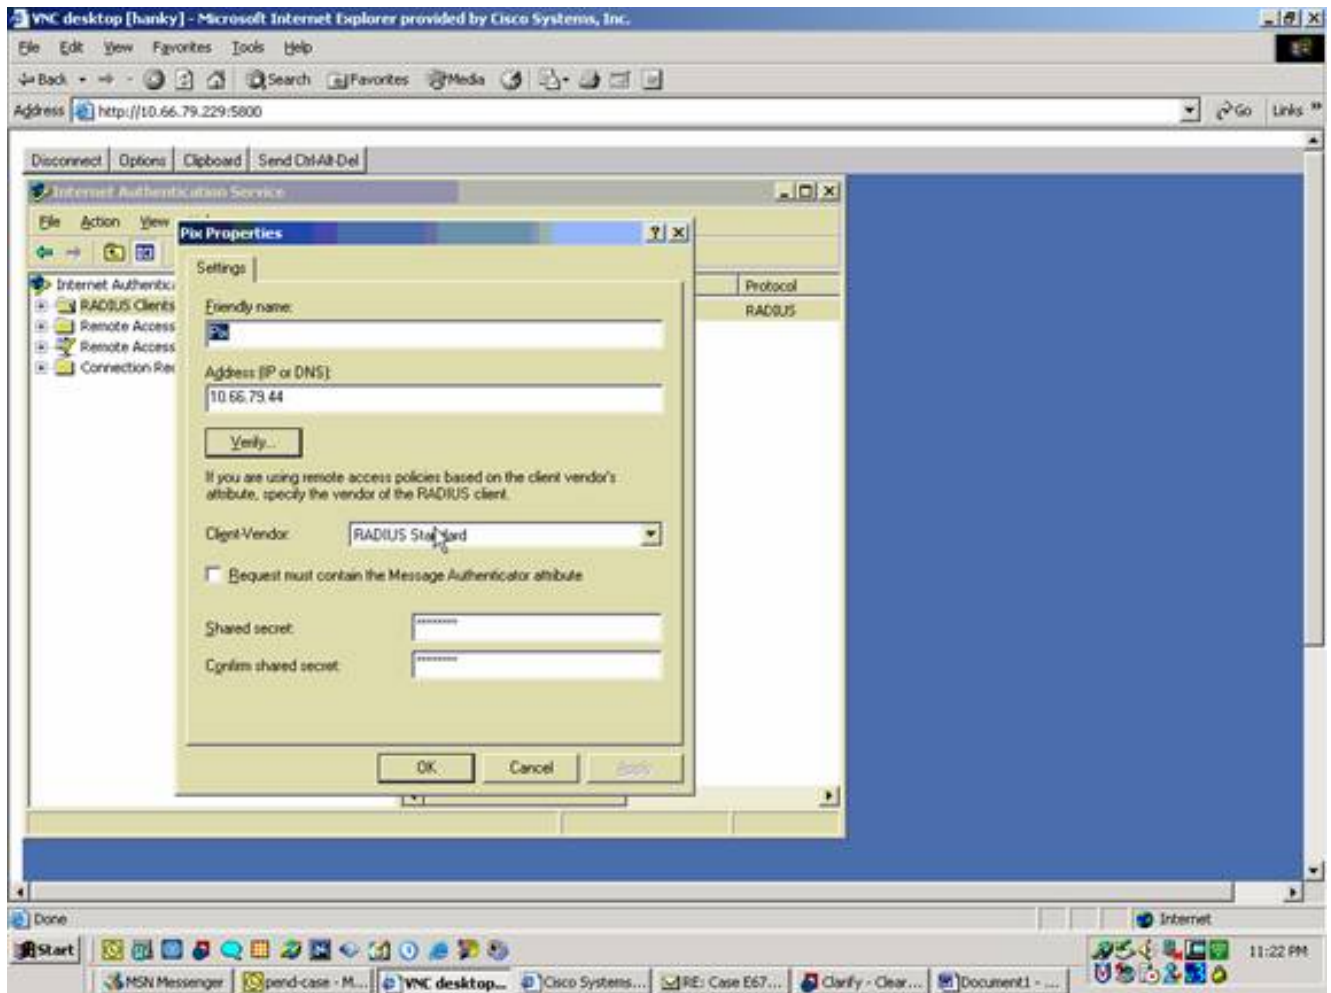 VNC desktop [hanky] - Microsoft Internet Explorer provided by Cisco Systems, Inc.
File Edit View Favorites Tools Help
Back Search Favorites Media
Address http://10.66.79.229:5800 Go Links »
Disconnect Options Clipboard Send Ctrl-Alt-Del
Internet Authentication Service
File Action View
Pix Properties
Settings
Internet Authentic
RADIUS Clients
Remote Access
Remote Access
Connection Re
Protocol
RADIUS
Friendly name:
Pix
Address (IP or DNS):
10.66.79.44
Verify...
If you are using remote access policies based on the client vendor's
attribute, specify the vendor of the RADIUS client.
Client-Vendor: RADIUS Standard
Request must contain the Message Authenticator attribute
Shared secret: ********
Confirm shared secret: ********
OK Cancel Apply
Done Internet
Start 11:22 PM
MSN Messenger pend-case - M... VNC desktop... Cisco Systems... RE: Case E67... Clarify - Clear... Document1 - ...